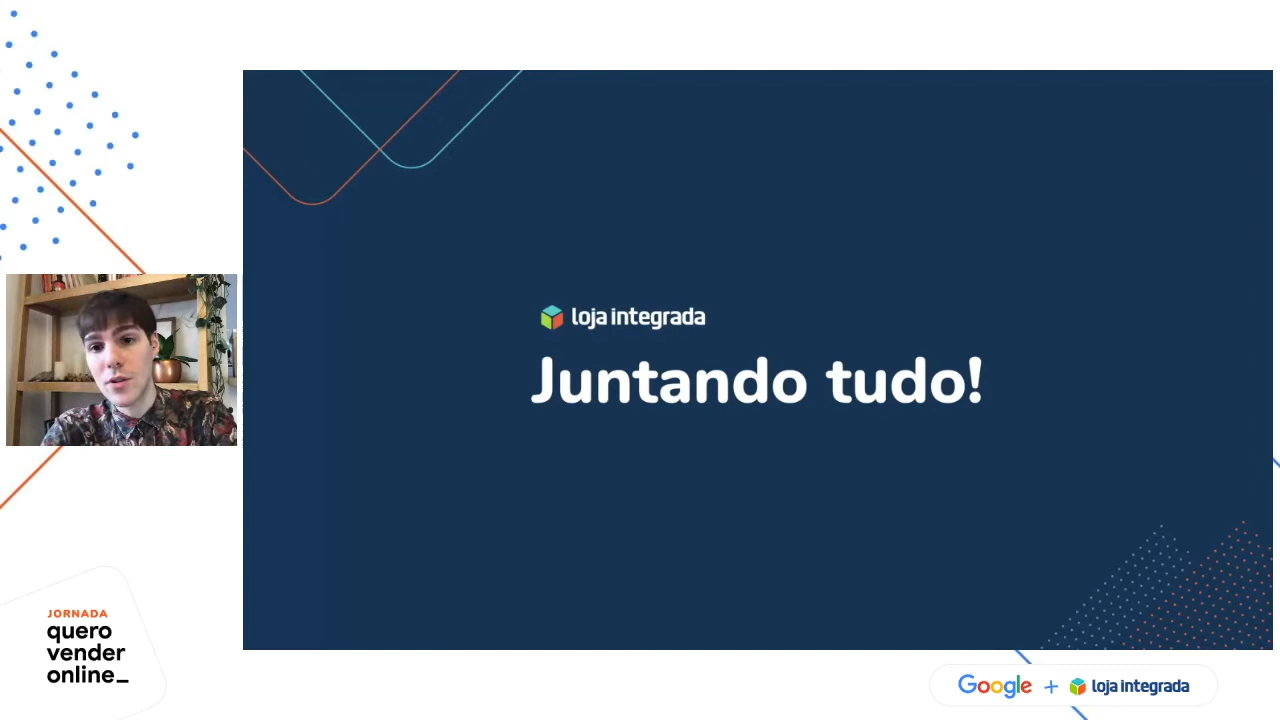 loja integrada
Juntando tudo!
JORNADA
quero
vender
online_
Google + loja integrada